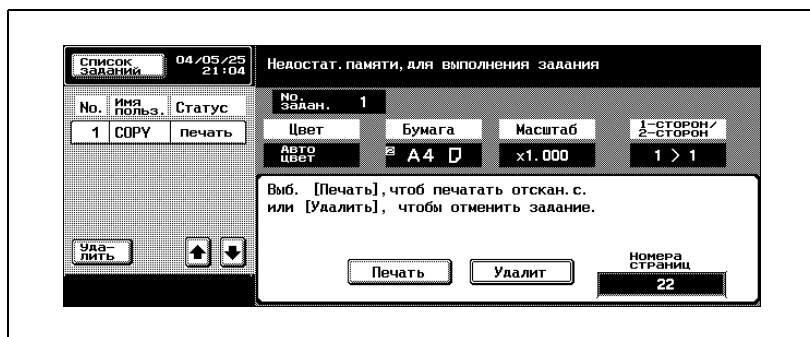 Список
заданий
04/05/25
21:04
Недостат.памяти,для выполнения задания
No. Имя
польз. Статус
1 COPY печать
Уда-
лить
No.
задан. 1
Цвет Бумага Масштаб 1-сторон/
2-сторон
Авто
цвет
2 A4 x1.000 1 > 1
Выб. [Печать],чтоб печатать отскан.с.
или [Удалить], чтобы отменить задание.
Печать Удалит
Номера
страниц
22